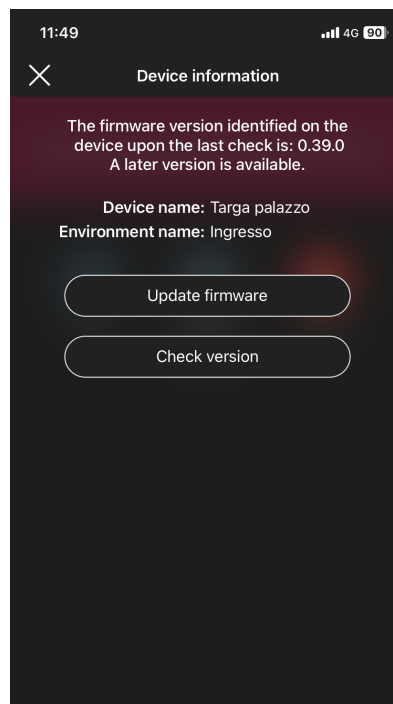 11:49
4G 90
Device information
The firmware version identified on the
device upon the last check is: 0.39.0
A later version is available.
Device name: Targa palazzo
Environment name: Ingresso
Update firmware
Check version